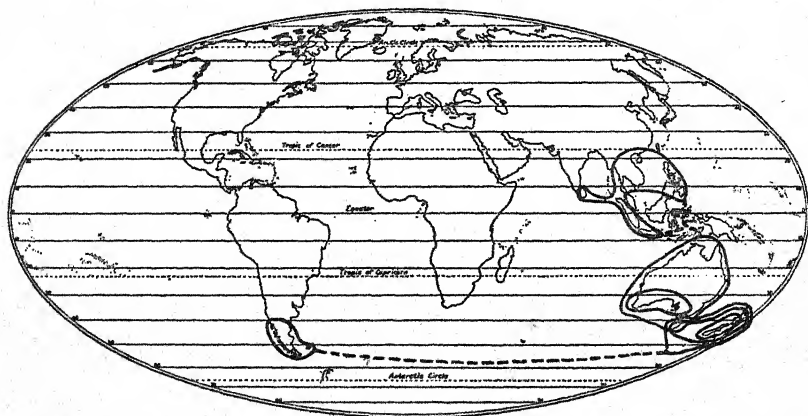 Arctic Circle
Tropic of Cancer
Equator
Tropic of Capricorn
Antarctic Circle